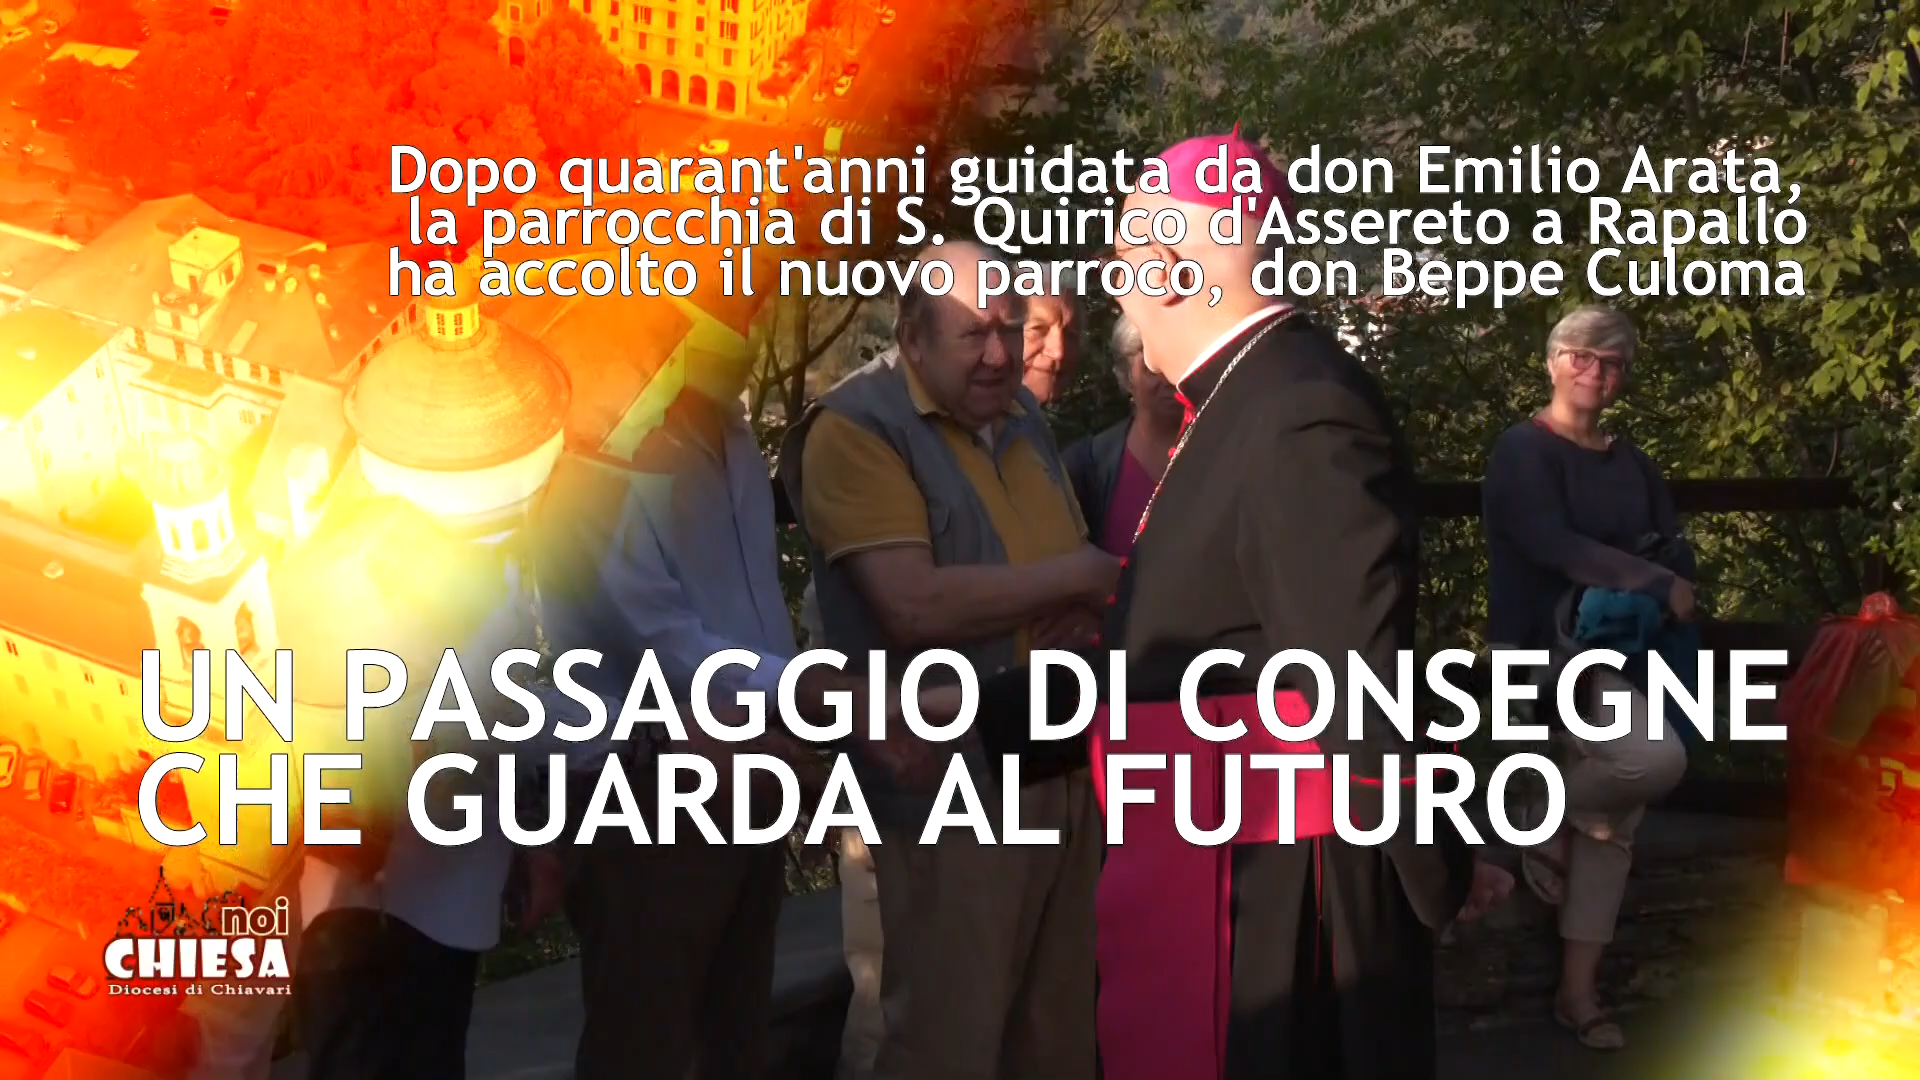 Dopo quarant'anni guidata da don Emilio Arata,
la parrocchia di S. Quirico d'Assereto a Rapallo
ha accolto il nuovo parroco, don Beppe Culoma
UN PASSAGGIO DI CONSEGNE
CHE GUARDA AL FUTURO
noi
CHIESA
Diocesi di Chiavari